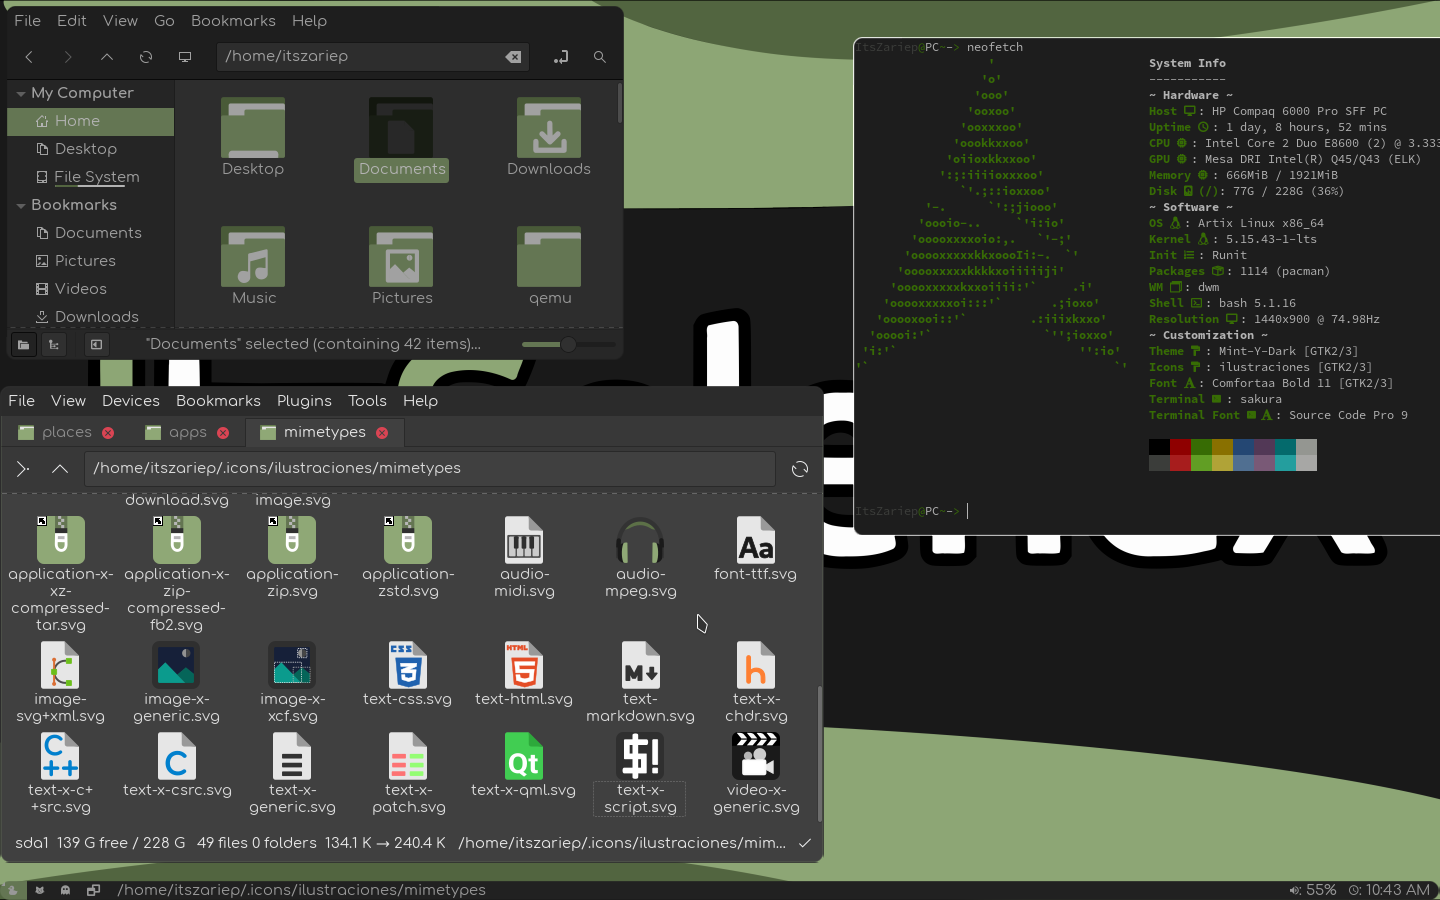 File Edit View Go Bookmarks Help
/home/itszariep
My Computer
Home
Desktop
File System
Bookmarks
Documents
Pictures
Videos
Downloads
Desktop Documents Downloads
Music Pictures qemu
"Documents" selected (containing 42 items)...
File View Devices Bookmarks Plugins Tools Help
places apps mimetypes
/home/itszariep/.icons/ilustraciones/mimetypes
download.svg image.svg
application-x-xz-compressed-tar.svg
application-x-zip-compressed-fb2.svg
application-zip.svg
application-zstd.svg
audio-midi.svg
audio-mpeg.svg
font-ttf.svg
Aa
image-svg+xml.svg
image-x-generic.svg
image-x-xcf.svg
CSS
3
text-css.svg
HTML
5
text-html.svg
M
text-markdown.svg
h
text-x-chdr.svg
C++
text-x-c++src.svg
C
text-x-csrc.svg
text-x-generic.svg
text-x-patch.svg
Qt
text-x-qml.svg
$!
text-x-script.svg
video-x-generic.svg
sda1 139 G free / 228 G 49 files 0 folders 134.1 K → 240.4 K /home/itszariep/.icons/ilustraciones/mim...
ItsZariep@PC~-> neofetch
System Info
-----------
~ Hardware ~
Host : HP Compaq 6000 Pro SFF PC
Uptime : 1 day, 8 hours, 52 mins
CPU : Intel Core 2 Duo E8600 (2) @ 3.333
GPU : Mesa DRI Intel(R) Q45/Q43 (ELK)
Memory : 666MiB / 1921MiB
Disk (/): 77G / 228G (36%)
~ Software ~
OS : Artix Linux x86_64
Kernel : 5.15.43-1-lts
Init : Runit
Packages : 1114 (pacman)
WM : dwm
Shell : bash 5.1.16
Resolution : 1440x900 @ 74.98Hz
~ Customization ~
Theme : Mint-Y-Dark [GTK2/3]
Icons : ilustraciones [GTK2/3]
Font : Comfortaa Bold 11 [GTK2/3]
Terminal : sakura
Terminal Font : Source Code Pro 9
ItsZariep@PC~->
/home/itszariep/.icons/ilustraciones/mimetypes
55% 10:43 AM